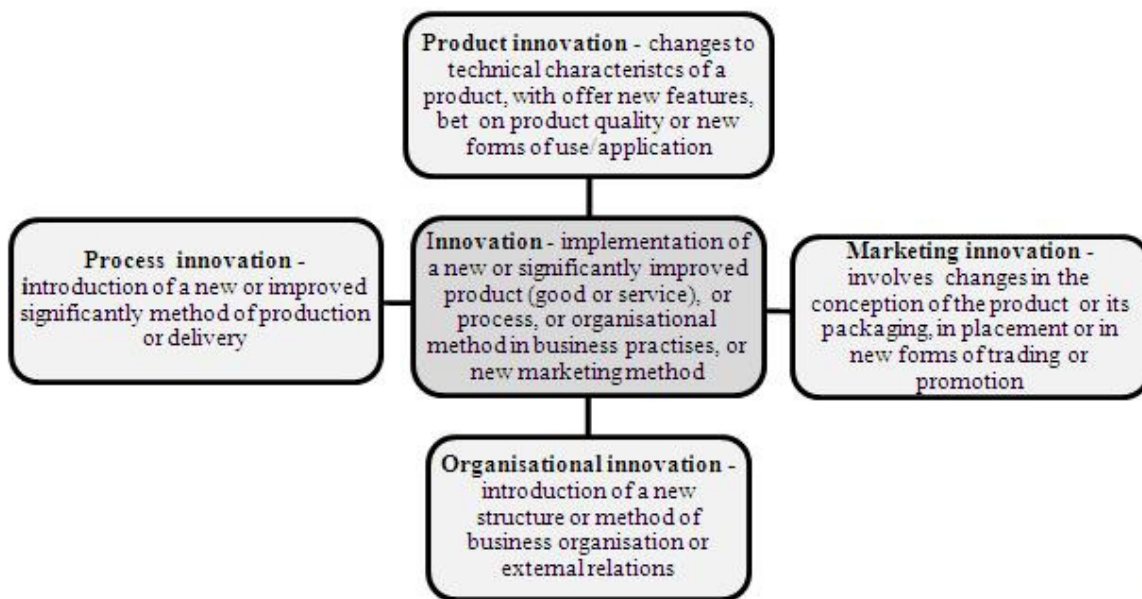 Product innovation - changes to
technical characteristcs of a
product, with offer new features,
bet on product quality or new
forms of use/application
Process innovation -
introduction of a new or improved
significantly method of production
or delivery
Innovation - implementation of
a new or significantly improved
product (good or service), or
process, or organisational
method in business practises, or
new marketing method
Marketing innovation -
involves changes in the
conception of the product or its
packaging, in placement or in
new forms of trading or
promotion
Organisational innovation -
introduction of a new
structure or method of
business organisation or
external relations